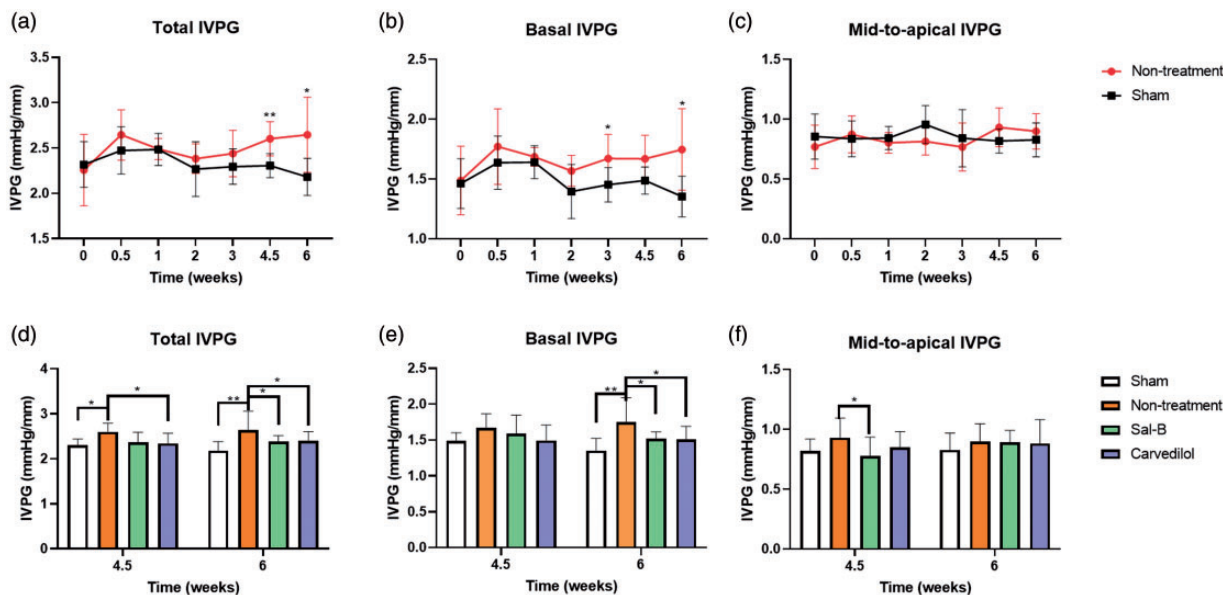 (a)
Total IVPG
IVPG (mmHg/mm)
3.5
3.0
2.5
2.0
1.5
**
*
0 0.5 1 2 3 4.5 6
Time (weeks)
(b)
Basal IVPG
IVPG (mmHg/mm)
2.5
2.0
1.5
1.0
*
*
0 0.5 1 2 3 4.5 6
Time (weeks)
(c)
Mid-to-apical IVPG
IVPG (mmHg/mm)
1.5
1.0
0.5
0.0
0 0.5 1 2 3 4.5 6
Time (weeks)
Non-treatment
Sham
(d)
Total IVPG
IVPG (mmHg/mm)
4
3
2
1
0
* *
** * *
4.5 6
Time (weeks)
(e)
Basal IVPG
IVPG (mmHg/mm)
2.5
2.0
1.5
1.0
0.5
0.0
** * *
4.5 6
Time (weeks)
(f)
Mid-to-apical IVPG
IVPG (mmHg/mm)
1.5
1.0
0.5
0.0
*
4.5 6
Time (weeks)
Sham
Non-treatment
Sal-B
Carvedilol